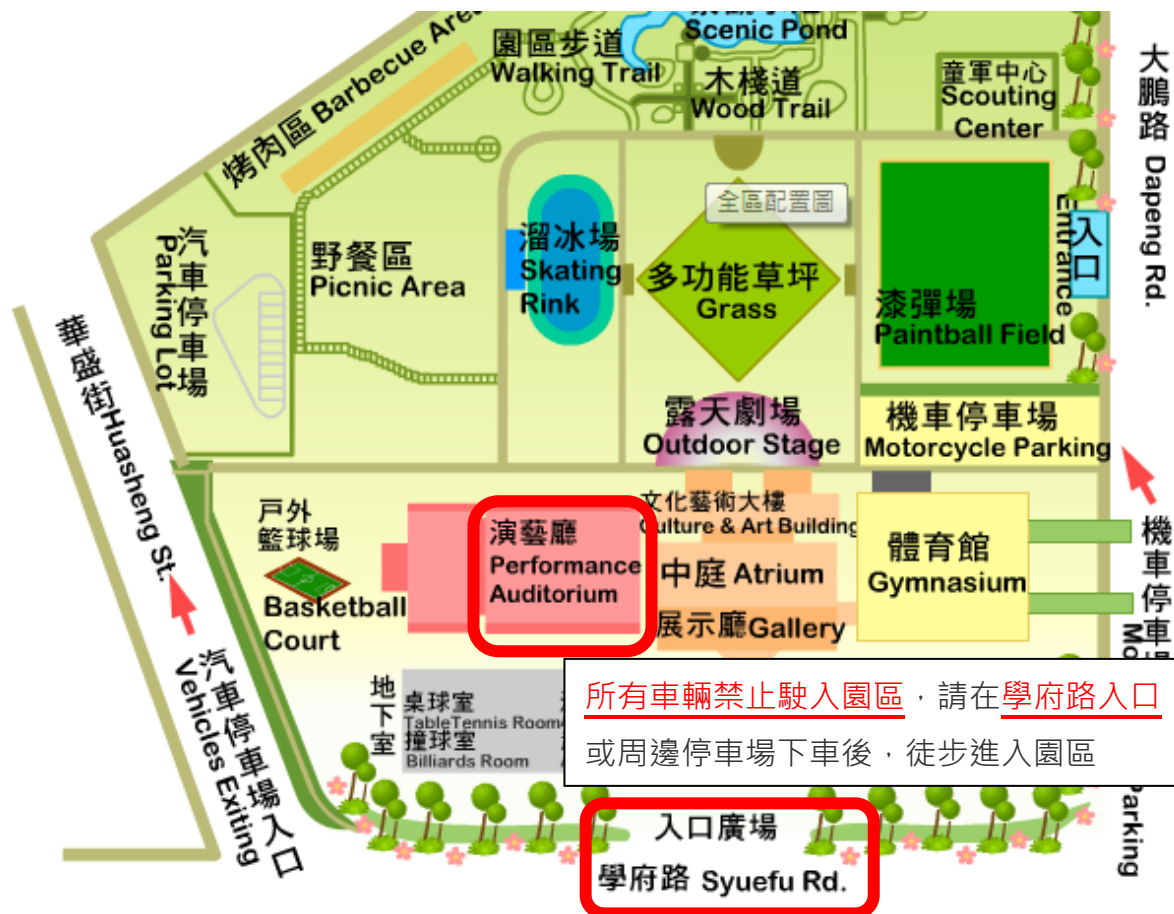 Scenic Pond
園區步道
Walking Trail
木棧道
Wood Trail
童軍中心
Scouting
Center
大鵬路 Dapeng Rd.
烤肉區 Barbecue Area
全區配置圖
入口
Entrance
汽車停車場
Parking Lot
野餐區
Picnic Area
溜冰場
Skating
Rink
多功能草坪
Grass
漆彈場
Paintball Field
華盛街Huasheng St.
露天劇場
Outdoor Stage
機車停車場
Motorcycle Parking
戶外
籃球場
Basketball
Court
演藝廳
Performance
Auditorium
文化藝術大樓
Culture & Art Building
中庭 Atrium
展示廳Gallery
體育館
Gymnasium
機車停車場
Parking
汽車停車場入口
Vehicles Exiting
地下室
桌球室
TableTennis Room
撞球室
Billiards Room
所有車輛禁止駛入園區，請在學府路入口
或周邊停車場下車後，徒步進入園區
入口廣場
學府路 Syuefu Rd.